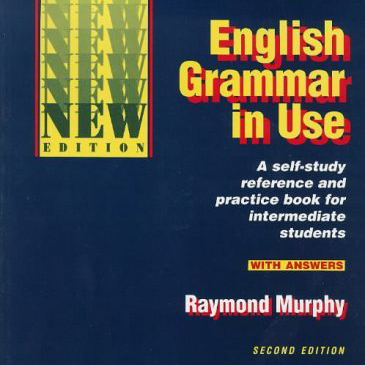 NEW
NEW
NEW
NEW
NEW
EDITION
English
Grammar
in Use
A self-study
reference and
practice book for
intermediate
students
WITH ANSWERS
Raymond Murphy
SECOND EDITION